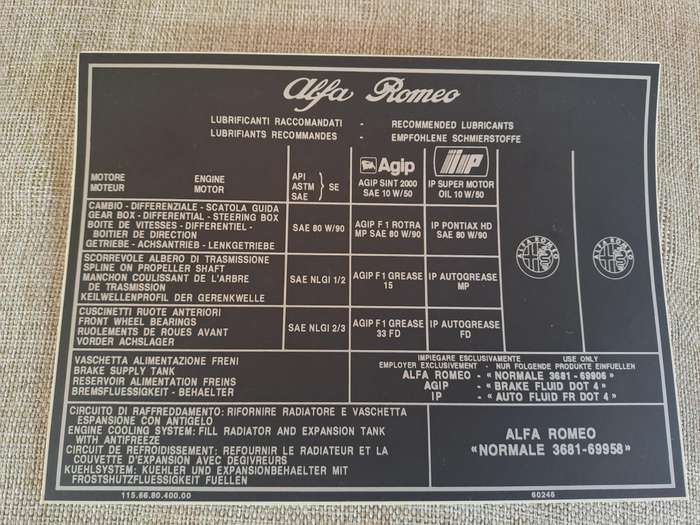 Alfa Romeo
LUBRIFICANTI RACCOMANDATI - RECOMMENDED LUBRICANTS
LUBRIFIANTS RECOMMANDES - EMPFOHLENE SCHMIERSTOFFE
MOTORE ENGINE
MOTEUR MOTOR
API
ASTM SE
SAE
Agip
AGIP SINT 2000
SAE 10 W/50
IP
IP SUPER MOTOR
OIL 10 W/50
CAMBIO - DIFFERENZIALE - SCATOLA GUIDA
GEAR BOX - DIFFERENTIAL - STEERING BOX
BOITE DE VITESSES - DIFFERENTIEL -
BOITIER DE DIRECTION
GETRIEBE - ACHSANTRIEB - LENKGETRIEBE
SAE 80 W/90
AGIP F 1 ROTRA
MP SAE 80 W/90
IP PONTIAX HD
SAE 80 W/90
ALFA-ROMEO
ALFA-ROMEO
SCORREVOLE ALBERO DI TRASMISSIONE
SPLINE ON PROPELLER SHAFT
MANCHON COULISSANT DE L'ARBRE
DE TRASMISSION
KEILWELLENPROFIL DER GERENKWELLE
SAE NLGI 1/2
AGIP F1 GREASE
15
IP AUTOGREASE
MP
CUSCINETTI RUOTE ANTERIORI
FRONT WHEEL BEARINGS
RUOLEMENTS DE ROUES AVANT
VORDER ACHSLAGER
SAE NLGI 2/3
AGIP F1 GREASE
33 FD
IP AUTOGREASE
FD
VASCHETTA ALIMENTAZIONE FRENI
BRAKE SUPPLY TANK
RESERVOIR ALIMENTATION FREINS
BREMSFLUESSIGKEIT - BEHAELTER
IMPIEGARE ESCLUSIVAMENTE USE ONLY
EMPLOYER EXCLUSIVEMENT - NUR FOLGENDE PRODUKTE EINFUELLEN
ALFA ROMEO - «NORMALE 3681-69906»
AGIP - «BRAKE FLUID DOT 4»
IP - «AUTO FLUID FR DOT 4»
CIRCUITO DI RAFFREDDAMENTO: RIFORNIRE RADIATORE E VASCHETTA
ESPANSIONE CON ANTIGELO
ENGINE COOLING SYSTEM: FILL RADIATOR AND EXPANSION TANK
WITH ANTIFREEZE
CIRCUIT DE REFROIDISSEMENT: REFOURNIR LE RADIATEUR ET LA
COUVETTE D'EXPANSION AVEC DEGIVREURS
KUEHLSYSTEM: KUEHLER UND EXPANSIONBEHAELTER MIT
FROSTSHUTZFLUESSIGKEIT FUELLEN
ALFA ROMEO
«NORMALE 3681-69958»
115.66.80.400.00 60246